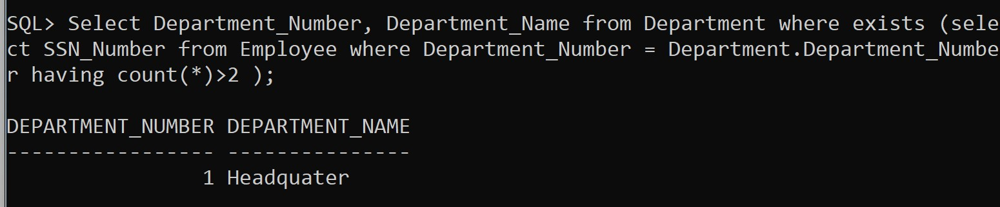 SQL> Select Department_Number, Department_Name from Department where exists (sele
ct SSN_Number from Employee where Department_Number = Department.Department_Numbe
r having count(*)>2 );
DEPARTMENT_NUMBER DEPARTMENT_NAME
----------------- ---------------
1 Headquater